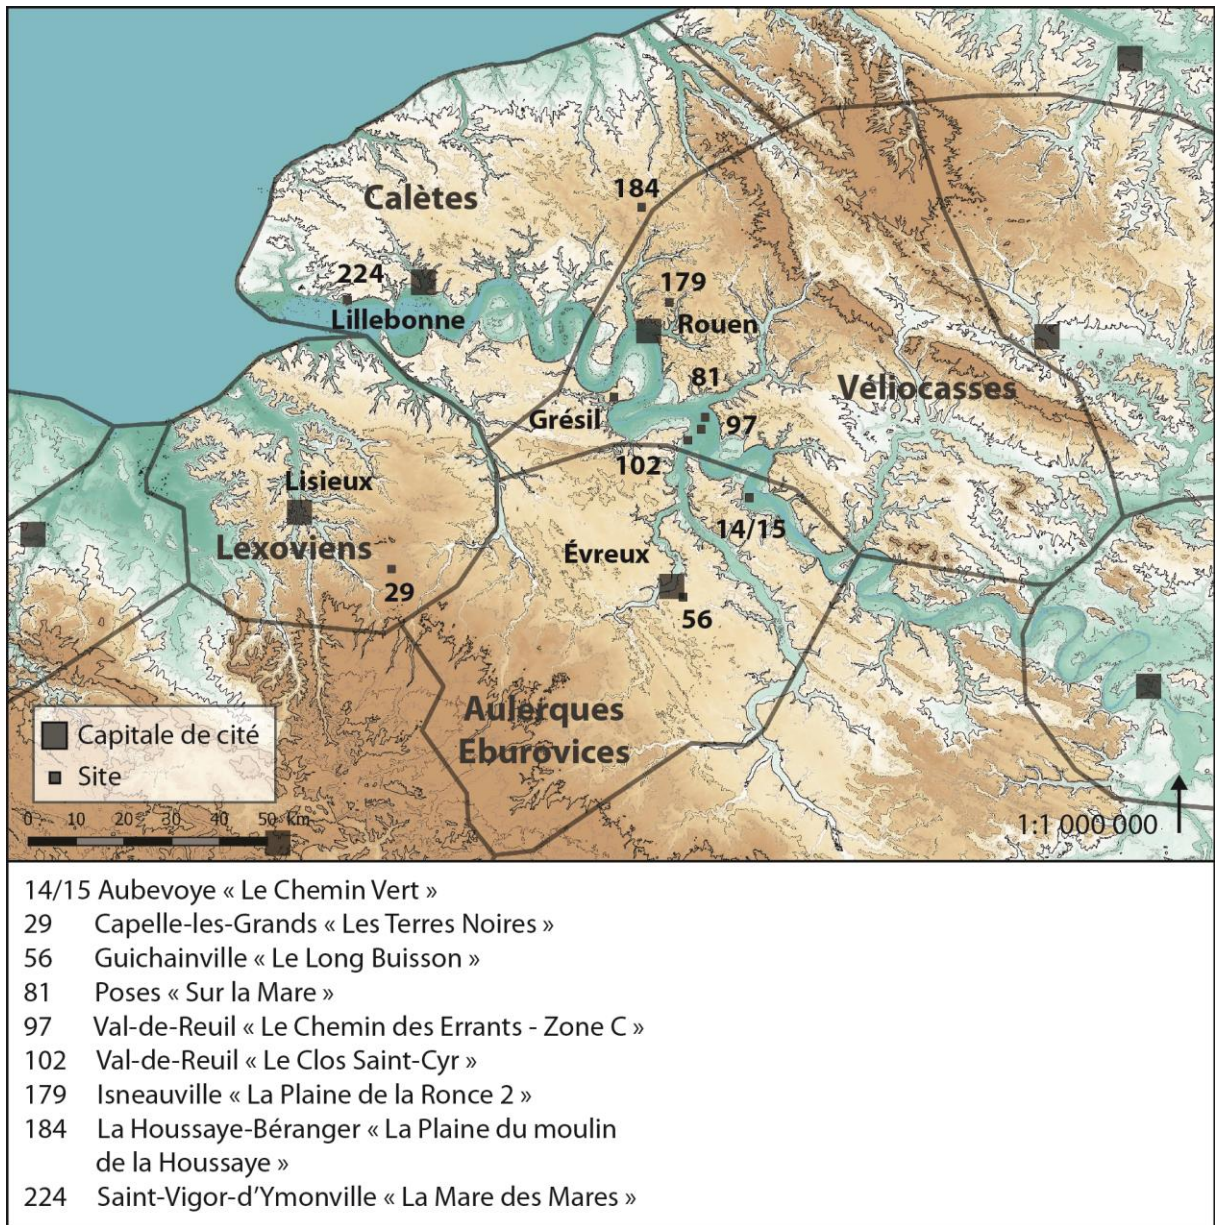 Calètes
184
224
179
Lillebonne
Rouen
81
Véliocasses
Grésil
97
102
Lisieux
14/15
Lexoviens
Évreux
29
56
Aulerques
Eburovices
Capitale de cité
Site
0 10 20 30 40 50 km
1:1 000 000
14/15 Aubevoye « Le Chemin Vert »
29 Capelle-les-Grands « Les Terres Noires »
56 Guichainville « Le Long Buisson »
81 Poses « Sur la Mare »
97 Val-de-Reuil « Le Chemin des Errants - Zone C »
102 Val-de-Reuil « Le Clos Saint-Cyr »
179 Isneauville « La Plaine de la Ronce 2 »
184 La Houssaye-Béranger « La Plaine du moulin
de la Houssaye »
224 Saint-Vigor-d'Ymonville « La Mare des Mares »